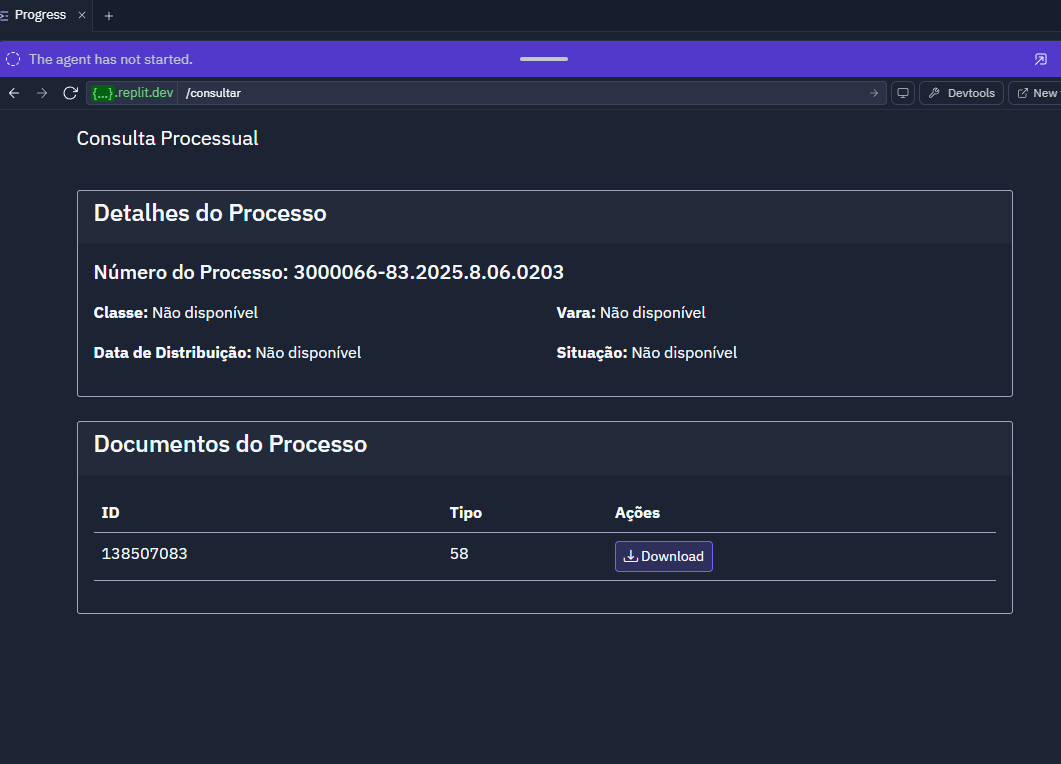 Progress
The agent has not started.
{...}.replit.dev /consultar
Devtools
New
Consulta Processual
Detalhes do Processo
Número do Processo: 3000066-83.2025.8.06.0203
Classe: Não disponível
Vara: Não disponível
Data de Distribuição: Não disponível
Situação: Não disponível
Documentos do Processo
ID Tipo Ações
138507083 58 Download